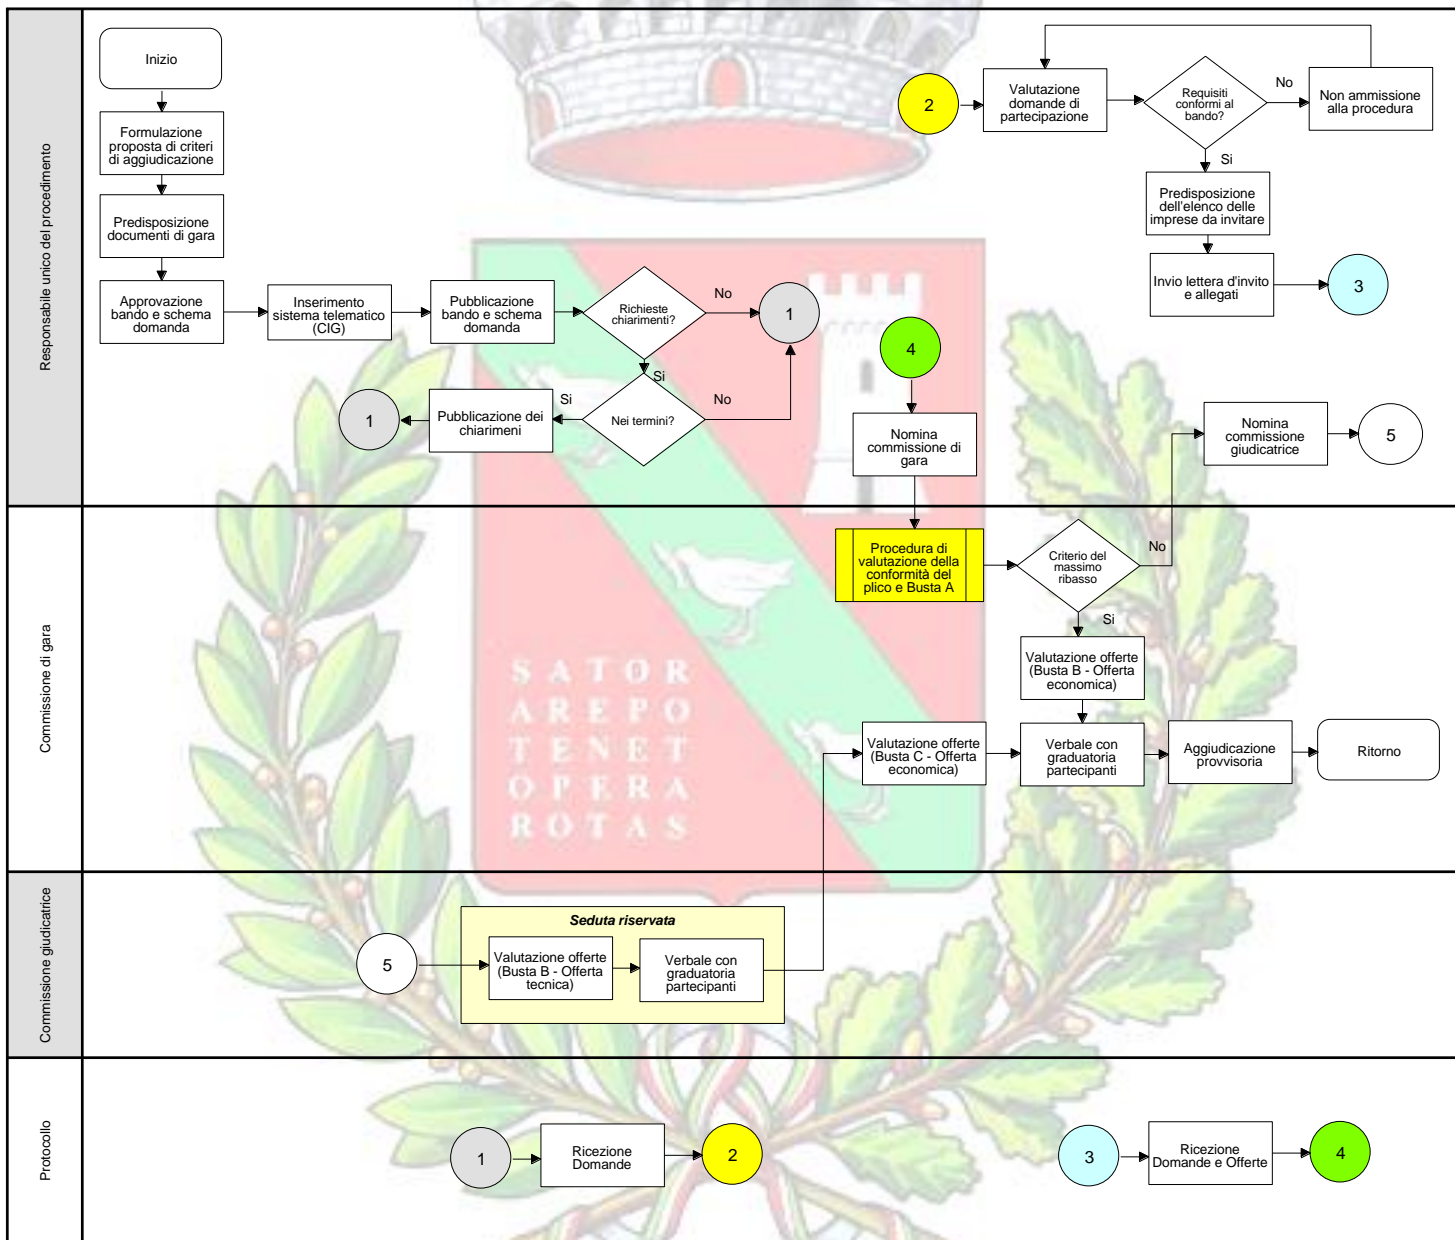 Responsabile unico del procedimento
Inizio
Formulazione
proposta di criteri
di aggiudicazione
Predisposizione
documenti di gara
Approvazione
bando e schema
domanda
Inserimento
sistema telematico
(CIG)
Pubblicazione
bando e schema
domanda
Richieste
chiarimenti?
No
1
Si
Nei termini?
No
Si
Pubblicazione dei
chiarimeni
1
2
Valutazione
domande di
partecipazione
Requisiti
conformi al
bando?
No
Non ammissione
alla procedura
Si
Predisposizione
dell'elenco delle
imprese da invitare
Invio lettera d'invito
e allegati
3
4
Nomina
commissione di
gara
Nomina
commissione
giudicatrice
5
Commissione di gara
Procedura di
valutazione della
conformità del
plico e Busta A
Criterio del
massimo
ribasso
No
Si
Valutazione offerte
(Busta B - Offerta
economica)
Valutazione offerte
(Busta C - Offerta
economica)
Verbale con
graduatoria
partecipanti
Aggiudicazione
provvisoria
Ritorno
SATOR
AREPO
TENET
OPERA
ROTAS
Commissione giudicatrice
5
Seduta riservata
Valutazione offerte
(Busta B - Offerta
tecnica)
Verbale con
graduatoria
partecipanti
Protocollo
1
Ricezione
Domande
2
3
Ricezione
Domande e Offerte
4